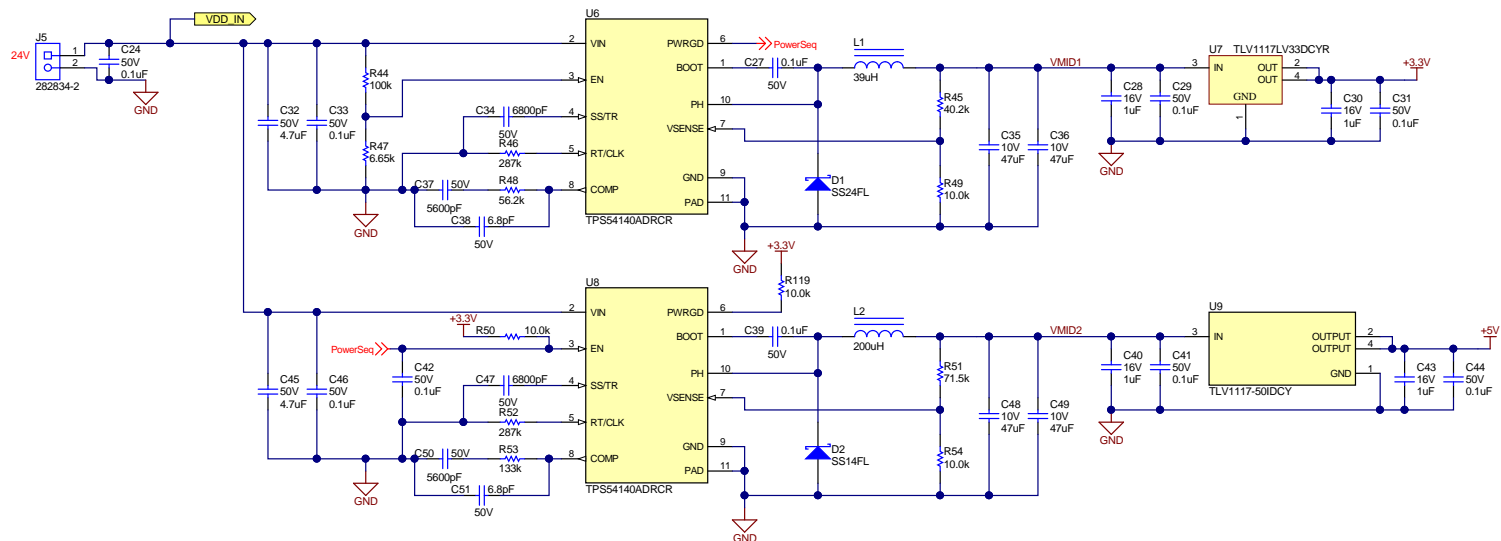 VDD_IN
J5
24V
1
2
282834-2
C24
50V
0.1uF
GND
C32
50V
4.7uF
C33
50V
0.1uF
R44
100k
R47
6.65k
GND
C34
6800pF
50V
R46
287k
C37
50V
5600pF
R48
56.2k
C38
6.8pF
50V
U6
2
VIN
3
EN
4
SS/TR
5
RT/CLK
8
COMP
PWRGD
6
BOOT
1
PH
10
VSENSE
7
GND
9
PAD
11
TPS54140ADRCR
PowerSeq
C27
0.1uF
50V
L1
39uH
D1
SS24FL
GND
R45
40.2k
R49
10.0k
C35
10V
47uF
C36
10V
47uF
VMID1
C28
16V
1uF
C29
50V
0.1uF
GND
U7
TLV1117LV33DCYR
3
IN
OUT
2
OUT
4
GND
1
+3.3V
C30
16V
1uF
C31
50V
0.1uF
C45
50V
4.7uF
C46
50V
0.1uF
GND
+3.3V
R50
10.0k
PowerSeq
C42
50V
0.1uF
C47
6800pF
50V
R52
287k
C50
50V
5600pF
R53
133k
C51
6.8pF
50V
U8
2
VIN
3
EN
4
SS/TR
5
RT/CLK
8
COMP
PWRGD
6
BOOT
1
PH
10
VSENSE
7
GND
9
PAD
11
TPS54140ADRCR
+3.3V
R119
10.0k
C39
0.1uF
50V
L2
200uH
D2
SS14FL
GND
R51
71.5k
R54
10.0k
C48
10V
47uF
C49
10V
47uF
VMID2
C40
16V
1uF
C41
50V
0.1uF
GND
U9
3
IN
OUTPUT
2
OUTPUT
4
GND
1
TLV1117-50IDCY
+5V
C43
16V
1uF
C44
50V
0.1uF